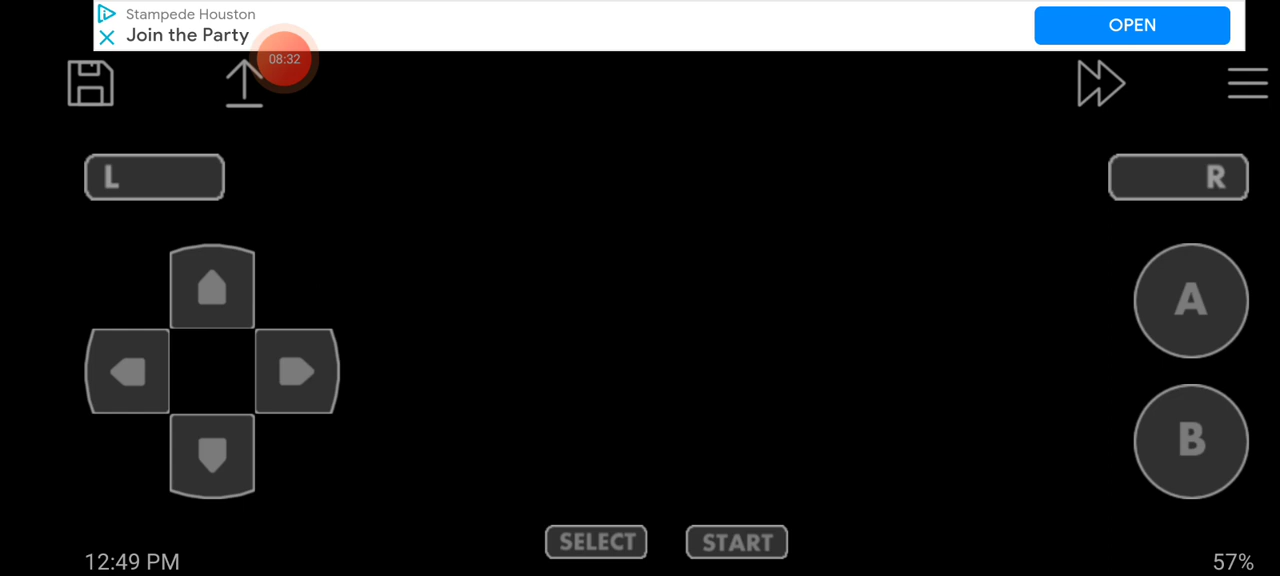 Stampede Houston
Join the Party
OPEN
08:32
L
R
A
B
SELECT
START
12:49 PM
57%